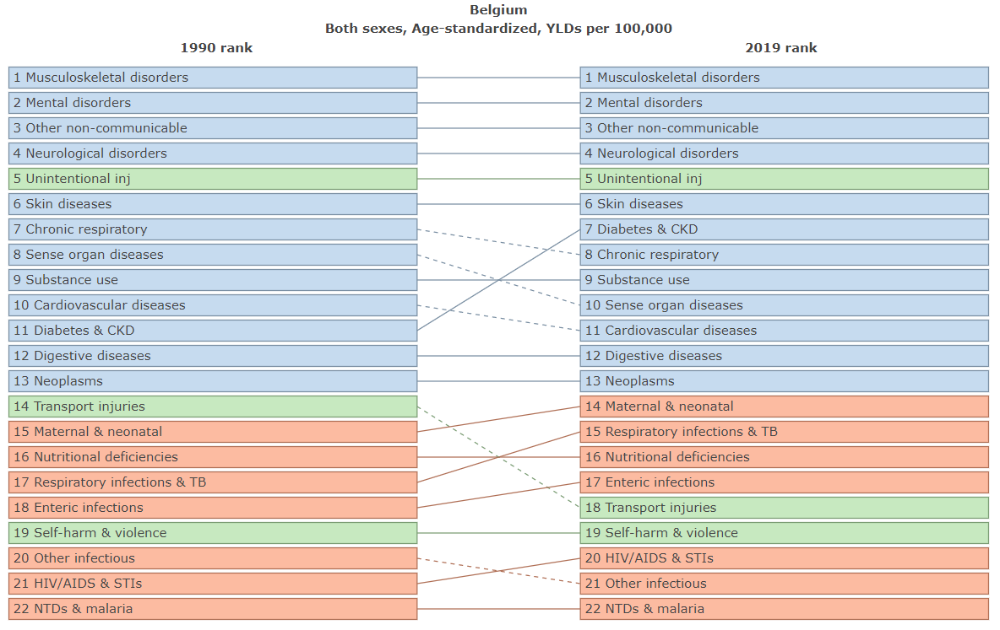 Belgium
Both sexes, Age-standardized, YLDs per 100,000
1990 rank
2019 rank
1 Musculoskeletal disorders
1 Musculoskeletal disorders
2 Mental disorders
2 Mental disorders
3 Other non-communicable
3 Other non-communicable
4 Neurological disorders
4 Neurological disorders
5 Unintentional inj
5 Unintentional inj
6 Skin diseases
6 Skin diseases
7 Chronic respiratory
7 Diabetes & CKD
8 Sense organ diseases
8 Chronic respiratory
9 Substance use
9 Substance use
10 Cardiovascular diseases
10 Sense organ diseases
11 Diabetes & CKD
11 Cardiovascular diseases
12 Digestive diseases
12 Digestive diseases
13 Neoplasms
13 Neoplasms
14 Transport injuries
14 Maternal & neonatal
15 Maternal & neonatal
15 Respiratory infections & TB
16 Nutritional deficiencies
16 Nutritional deficiencies
17 Respiratory infections & TB
17 Enteric infections
18 Enteric infections
18 Transport injuries
19 Self-harm & violence
19 Self-harm & violence
20 Other infectious
20 HIV/AIDS & STIs
21 HIV/AIDS & STIs
21 Other infectious
22 NTDs & malaria
22 NTDs & malaria